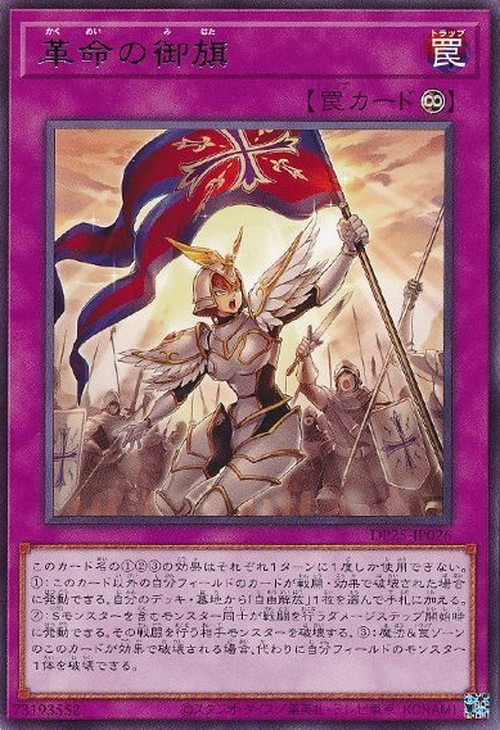 かく めい み はた
革命の御旗
トラップ
罠
【罠カード】
DP25-JP026
このカード名の①②③の効果はそれぞれ1ターンに1度しか使用できない。
①:このカード以外の自分フィールドのカードが戦闘・効果で破壊された場合
に発動できる。自分のデッキ・墓地から「自由解放」1枚を選んで手札に加える。
②:Sモンスターを含むモンスター同士が戦闘を行うダメージステップ開始時
に発動できる。その戦闘を行う相手モンスターを破壊する。③:魔法&罠ゾーン
のこのカードが効果で破壊される場合、代わりに自分フィールドのモンスター
1体を破壊できる。
73193552
©スタジオ・ダイス/集英社・テレビ東京・KONAMI